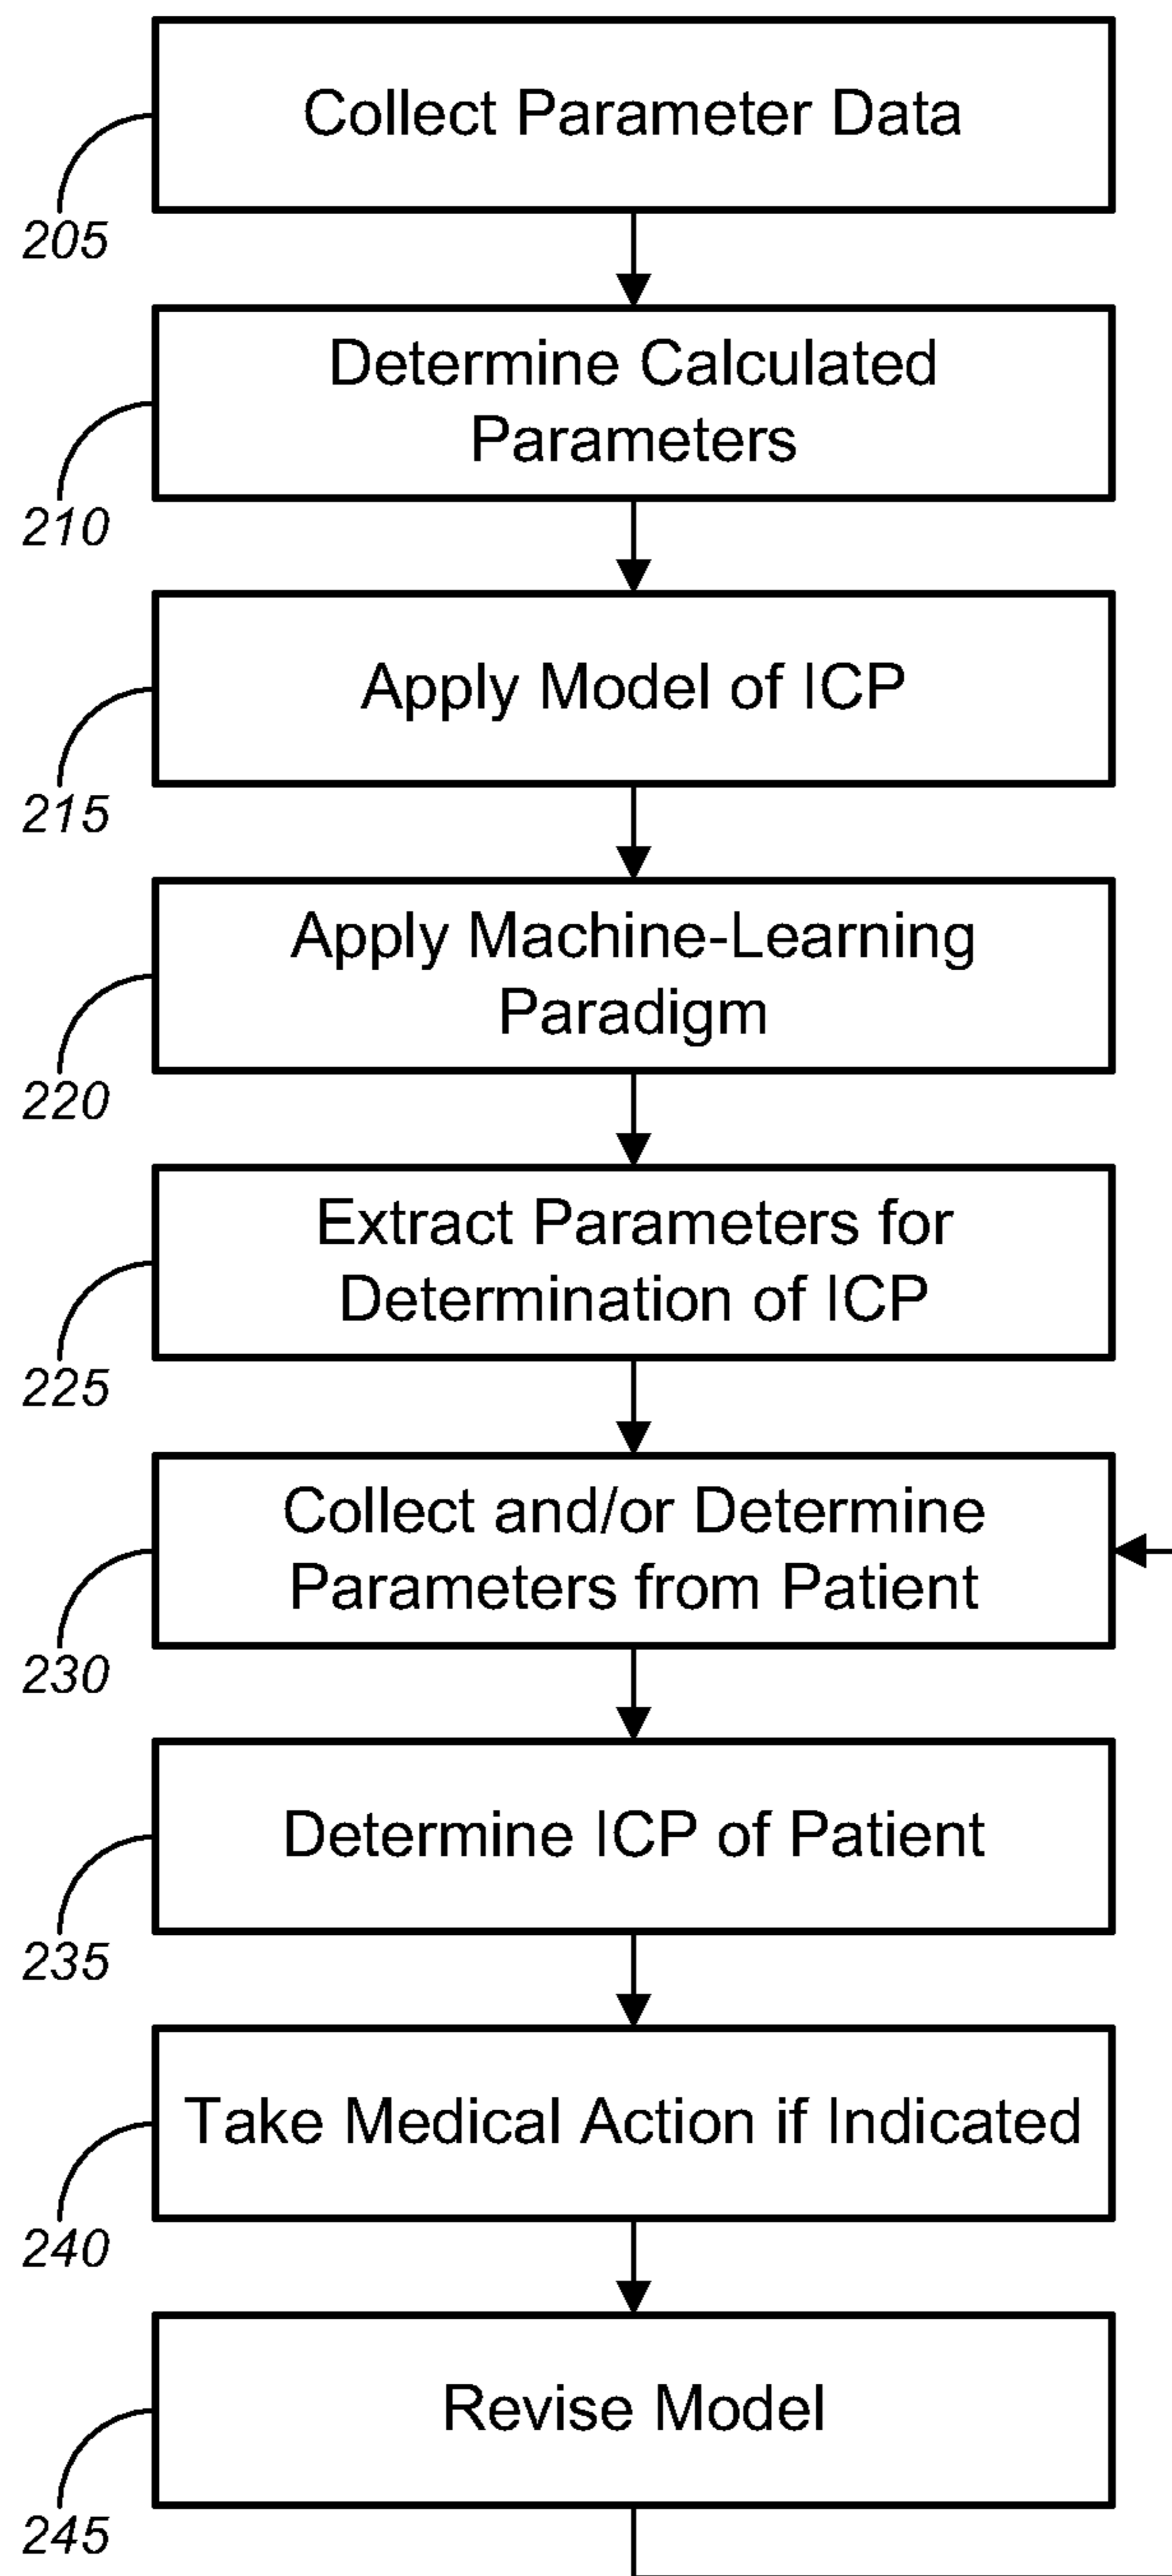 Collect Parameter Data
205
Determine Calculated
Parameters
210
Apply Model of ICP
215
Apply Machine-Learning
Paradigm
220
Extract Parameters for
Determination of ICP
225
Collect and/or Determine
Parameters from Patient
230
Determine ICP of Patient
235
Take Medical Action if Indicated
240
Revise Model
245